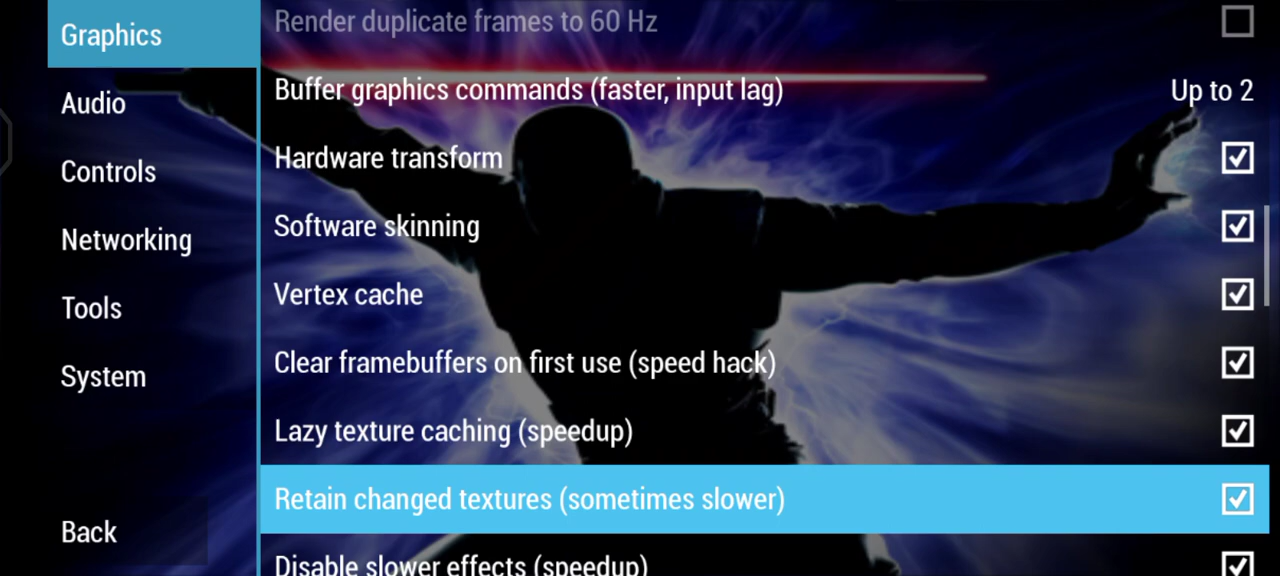 Graphics
Audio
Controls
Networking
Tools
System
Back
Render duplicate frames to 60 Hz
Buffer graphics commands (faster, input lag)
Up to 2
Hardware transform
Software skinning
Vertex cache
Clear framebuffers on first use (speed hack)
Lazy texture caching (speedup)
Retain changed textures (sometimes slower)
Disable slower effects (speedup)